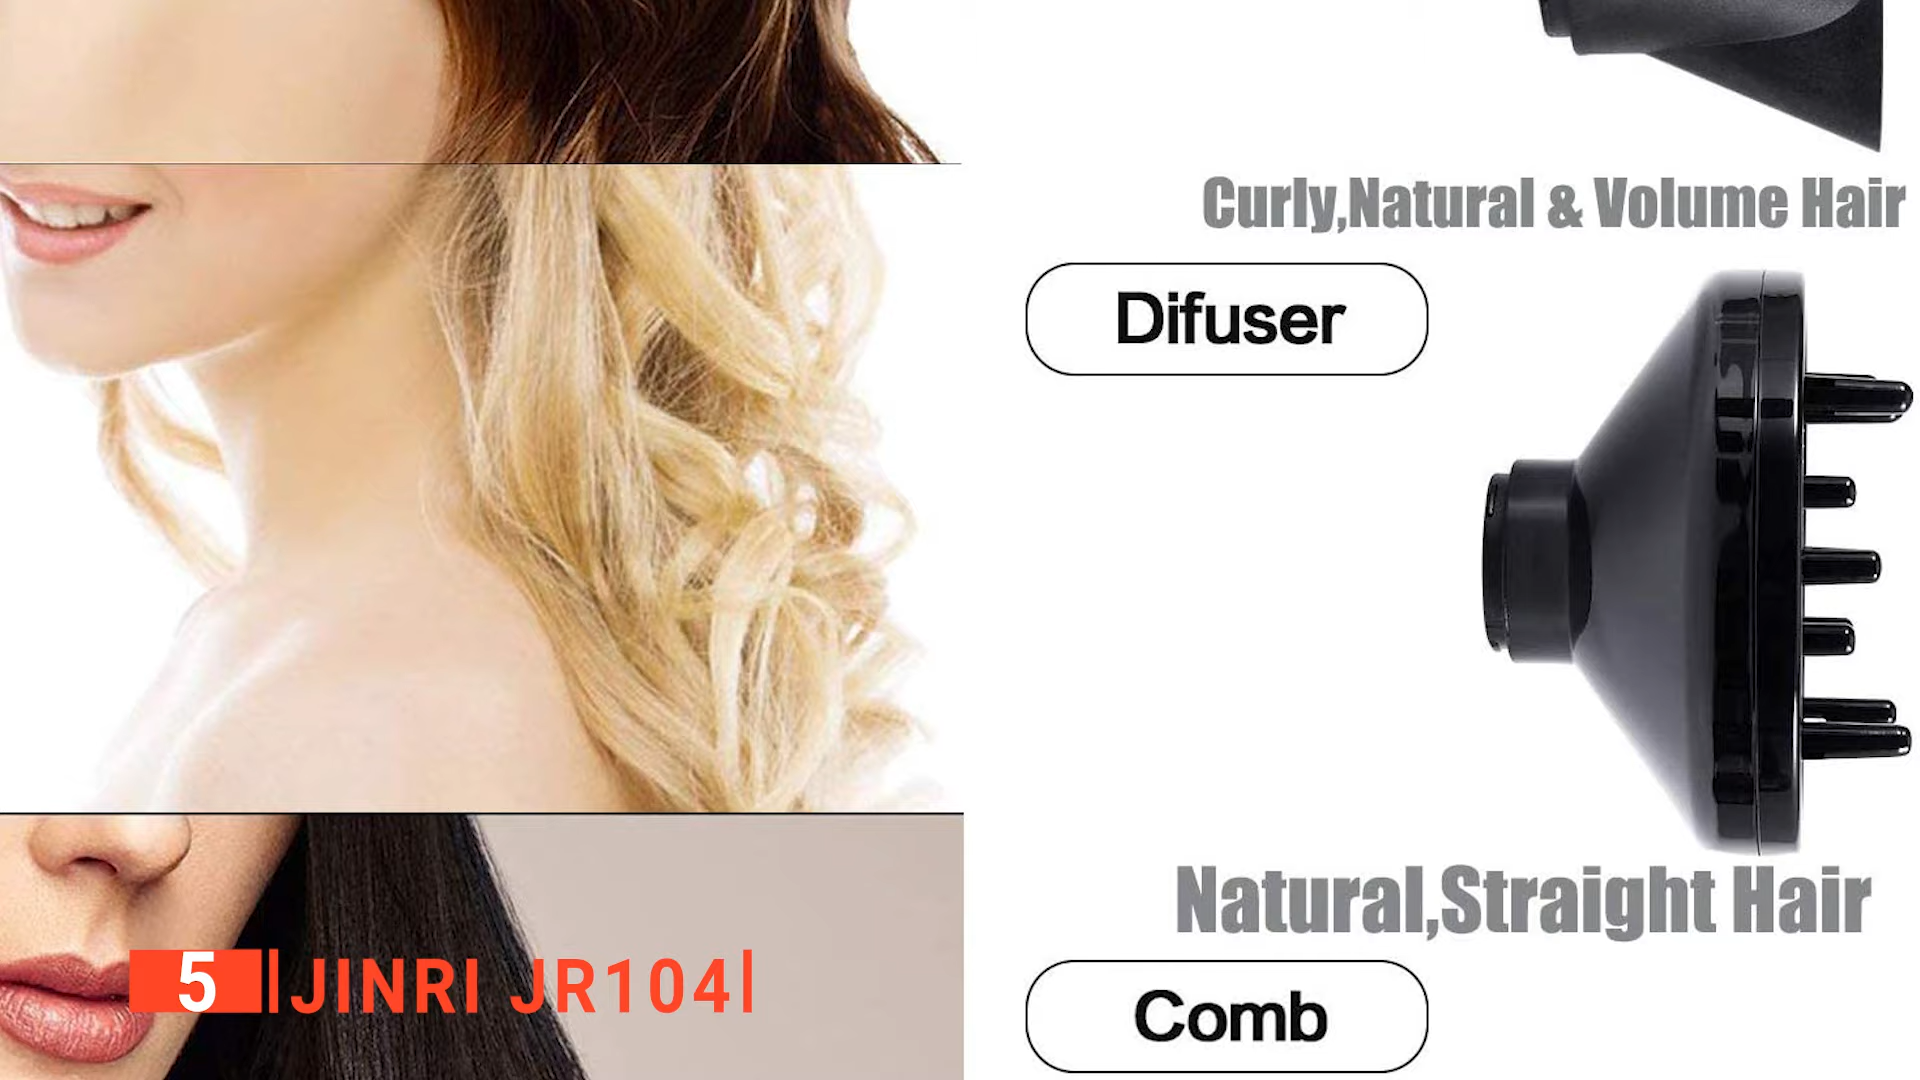 Curly,Natural & Volume Hair
Difuser
Natural,Straight Hair
Comb
5
JINRI JR104